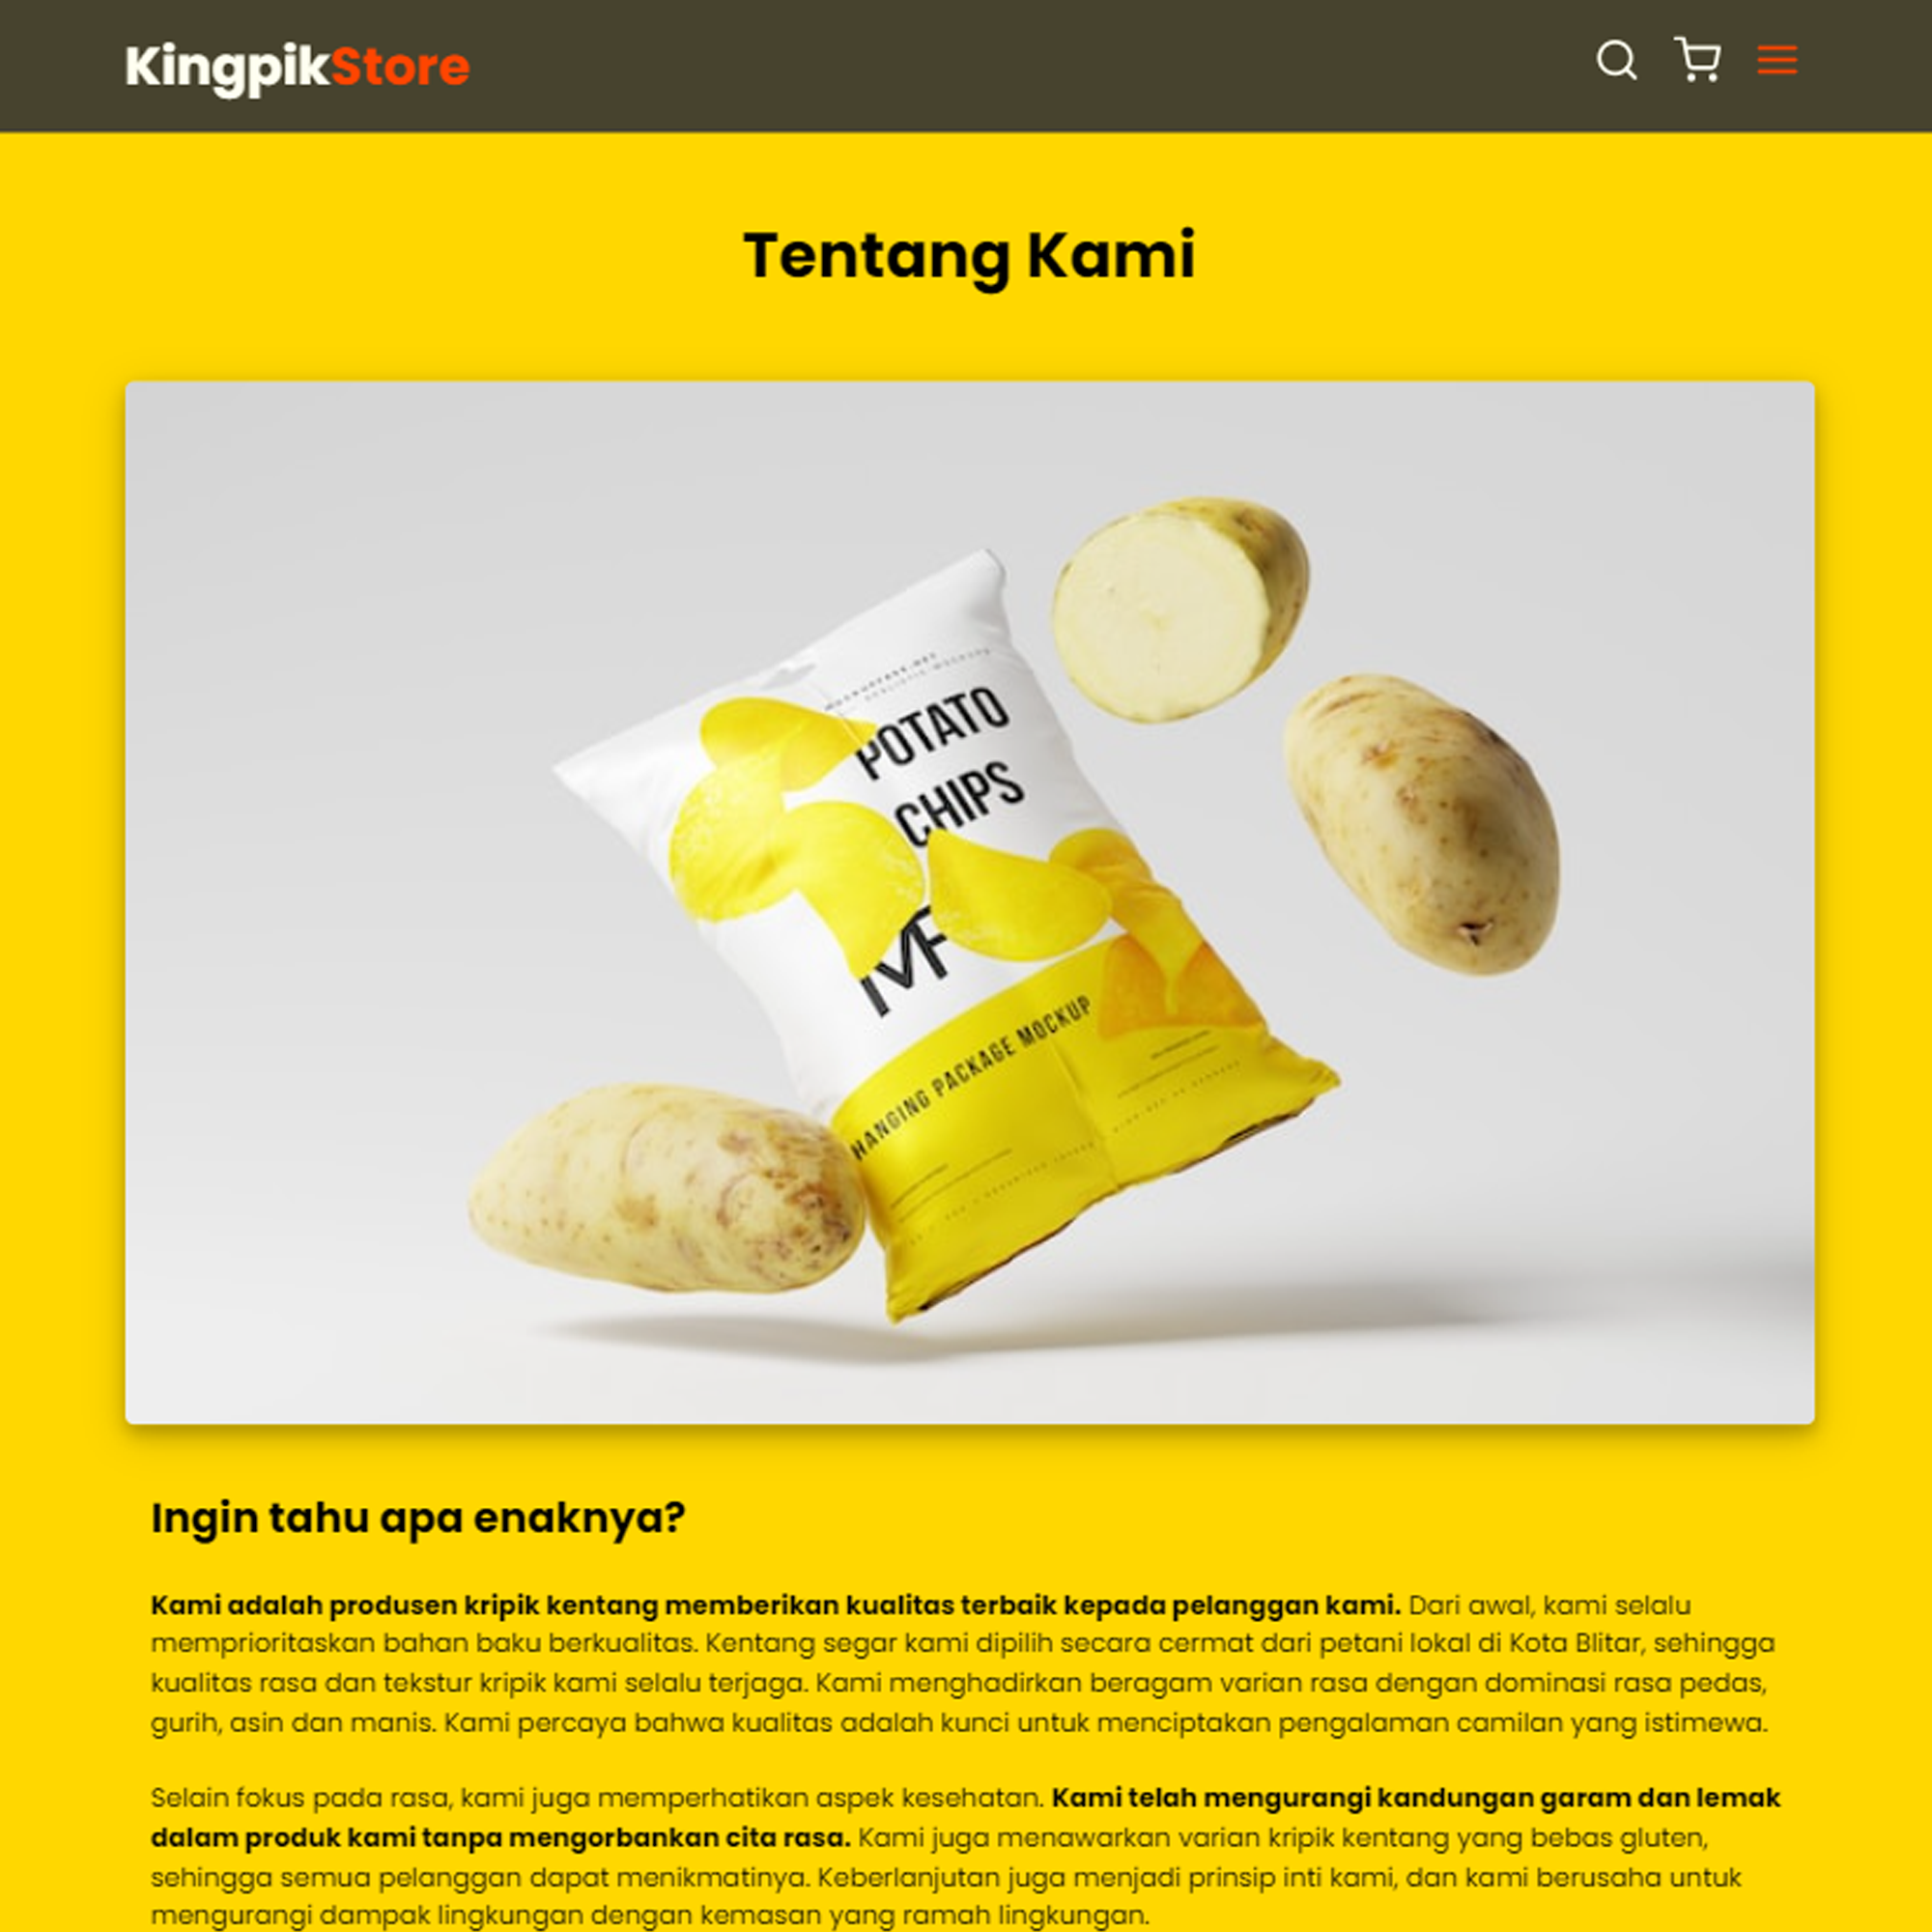 KingpikStore
Tentang Kami
POTATO
CHIPS
MF
HANGING PACKAGE MOCKUP
Ingin tahu apa enaknya?
Kami adalah produsen kripik kentang memberikan kualitas terbaik kepada pelanggan kami. Dari awal, kami selalu
memprioritaskan bahan baku berkualitas. Kentang segar kami dipilih secara cermat dari petani lokal di Kota Blitar, sehingga
kualitas rasa dan tekstur kripik kami selalu terjaga. Kami menghadirkan beragam varian rasa dengan dominasi rasa pedas,
gurih, asin dan manis. Kami percaya bahwa kualitas adalah kunci untuk menciptakan pengalaman camilan yang istimewa.
Selain fokus pada rasa, kami juga memperhatikan aspek kesehatan. Kami telah mengurangi kandungan garam dan lemak
dalam produk kami tanpa mengorbankan cita rasa. Kami juga menawarkan varian kripik kentang yang bebas gluten,
sehingga semua pelanggan dapat menikmatinya. Keberlanjutan juga menjadi prinsip inti kami, dan kami berusaha untuk
mengurangi dampak lingkungan dengan kemasan yang ramah lingkungan.